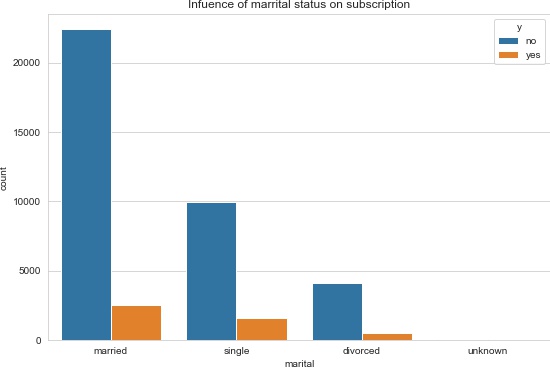 Infuence of marrital status on subscription
y
no
yes
20000
15000
10000
5000
0
count
married single divorced unknown
marital